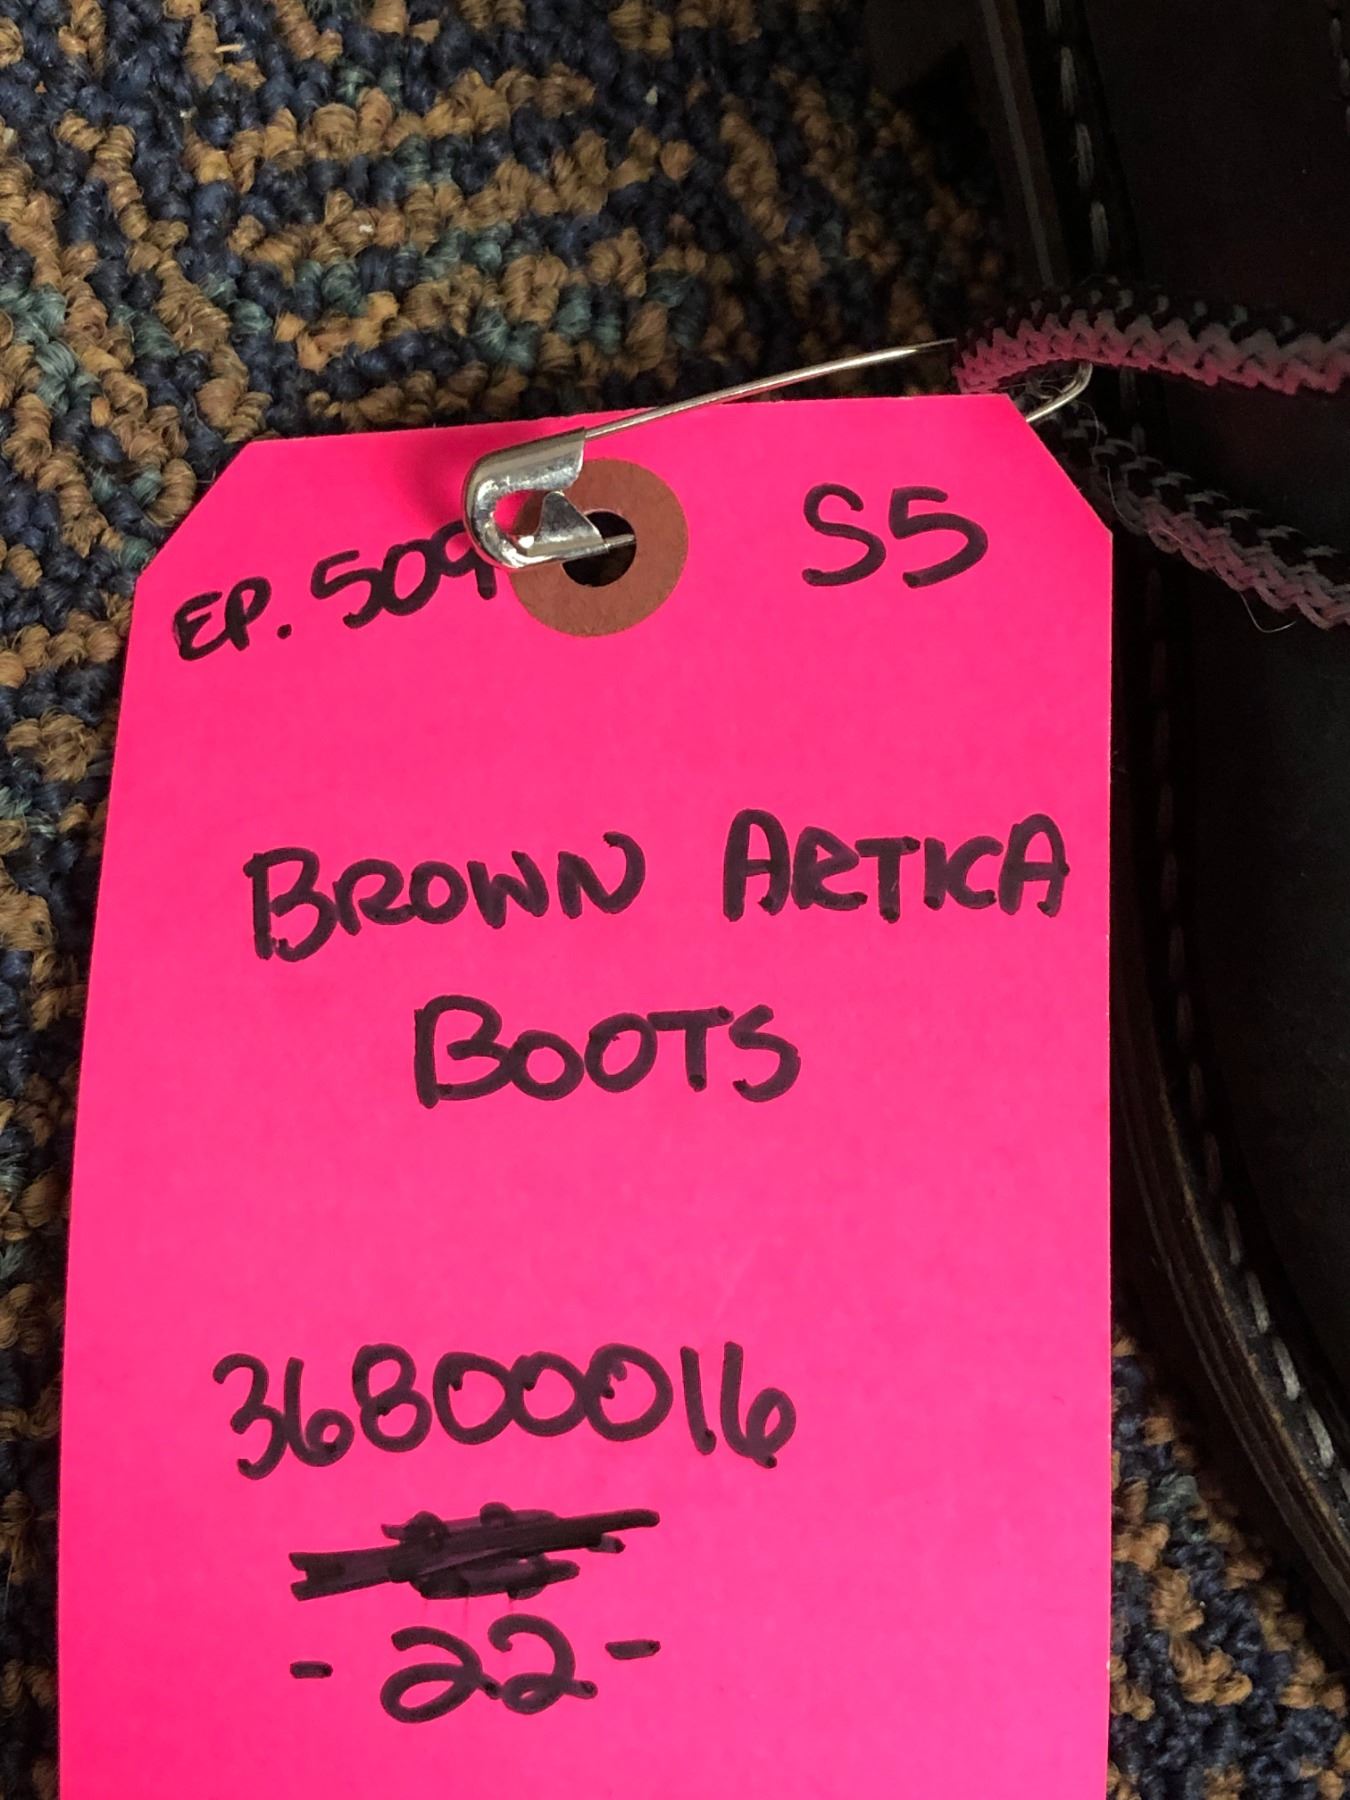 EP. 509 S5
BROWN ARTICA
BOOTS
36800016
-22-